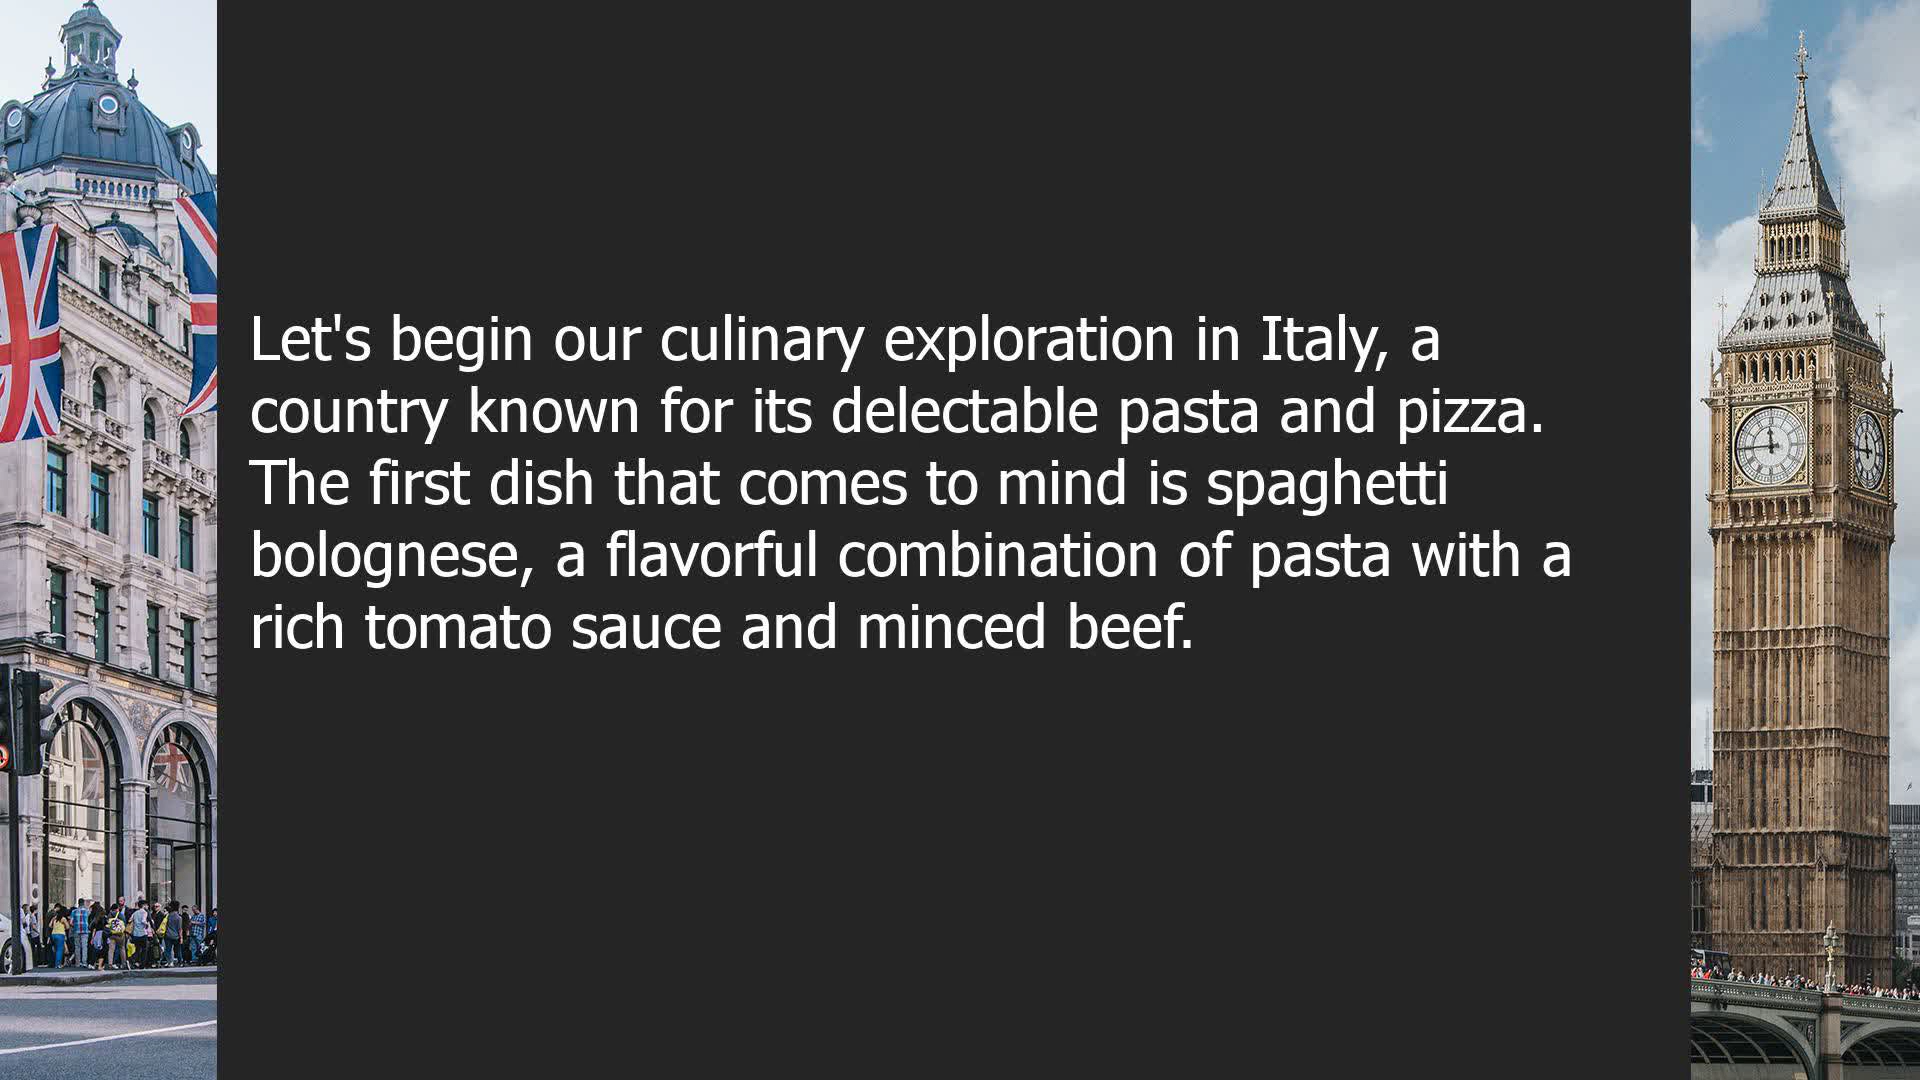 Let's begin our culinary exploration in Italy, a
country known for its delectable pasta and pizza.
The first dish that comes to mind is spaghetti
bolognese, a flavorful combination of pasta with a
rich tomato sauce and minced beef.